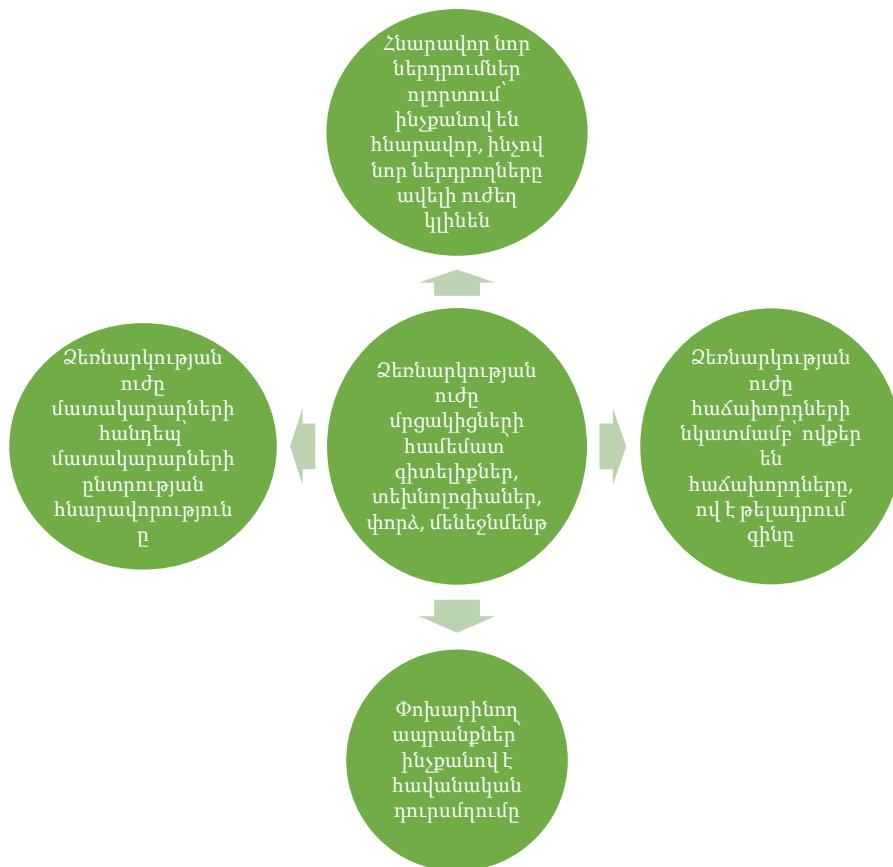 Հնարավոր նոր
ներդրումներ
ոլորտում՝
ինչքանով են
հնարավոր, ինչով
նոր ներդրողները
ավելի ուժեղ
կլինեն
Ձեռնարկության
ուժը
մատակարարների
հանդեպ՝
մատակարարների
ընտրության
հնարավորություն
ը
Ձեռնարկության
ուժը
մրցակիցների
համեմատ՝
գիտելիքներ,
տեխնոլոգիաներ,
փորձ, մենեջնմենթ
Ձեռնարկության
ուժը
հաճախորդների
նկատմամբ՝ ովքեր
են
հաճախորդները,
ով է թելադրում
գինը
Փոխարինող
ապրանքներ՝
ինչքանով է
հավանական
դուրսմղումը